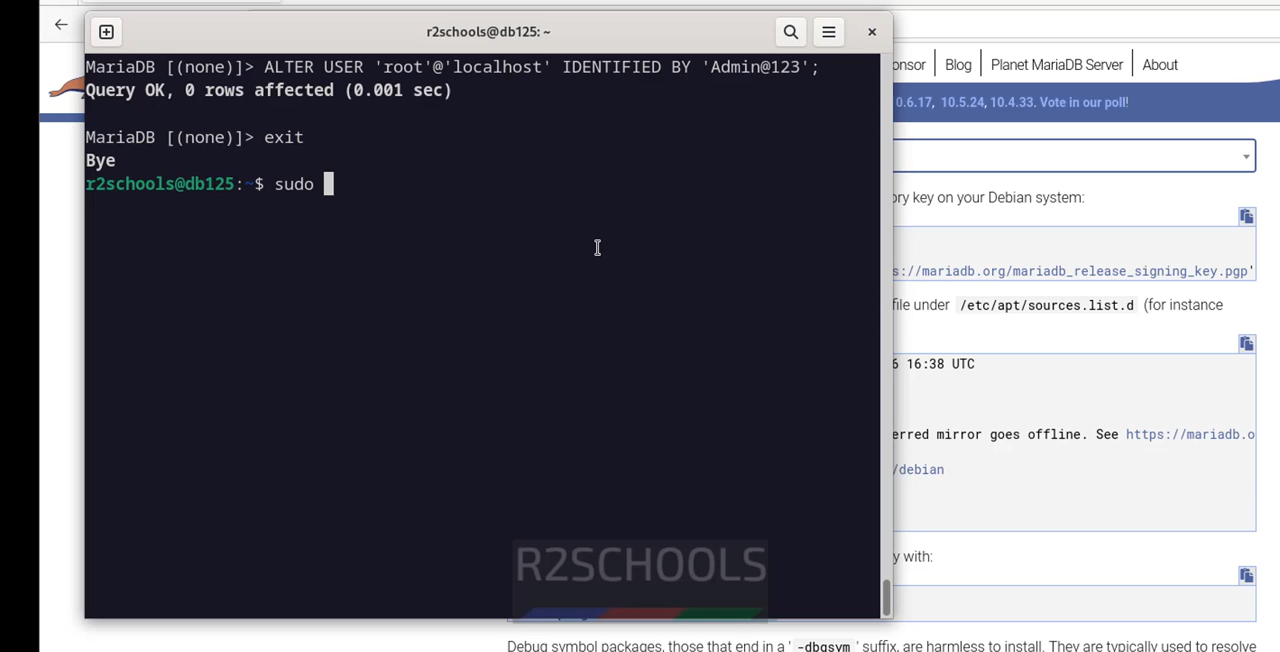 r2schools@db125: ~
MariaDB [(none)]> ALTER USER 'root'@'localhost' IDENTIFIED BY 'Admin@123';
Query OK, 0 rows affected (0.001 sec)
MariaDB [(none)]> exit
Bye
r2schools@db125:~$ sudo
onsor
Blog
Planet MariaDB Server
About
0.6.17, 10.5.24, 10.4.33. Vote in our poll!
ory key on your Debian system:
s://mariadb.org/mariadb_release_signing_key.pgp'
file under /etc/apt/sources.list.d (for instance
6 16:38 UTC
erred mirror goes offline. See https://mariadb.o
/debian
y with:
R2SCHOOLS
Debug symbol packages, those that end in a '-dbgsym' suffix, are harmless to install. They are typically used to resolve